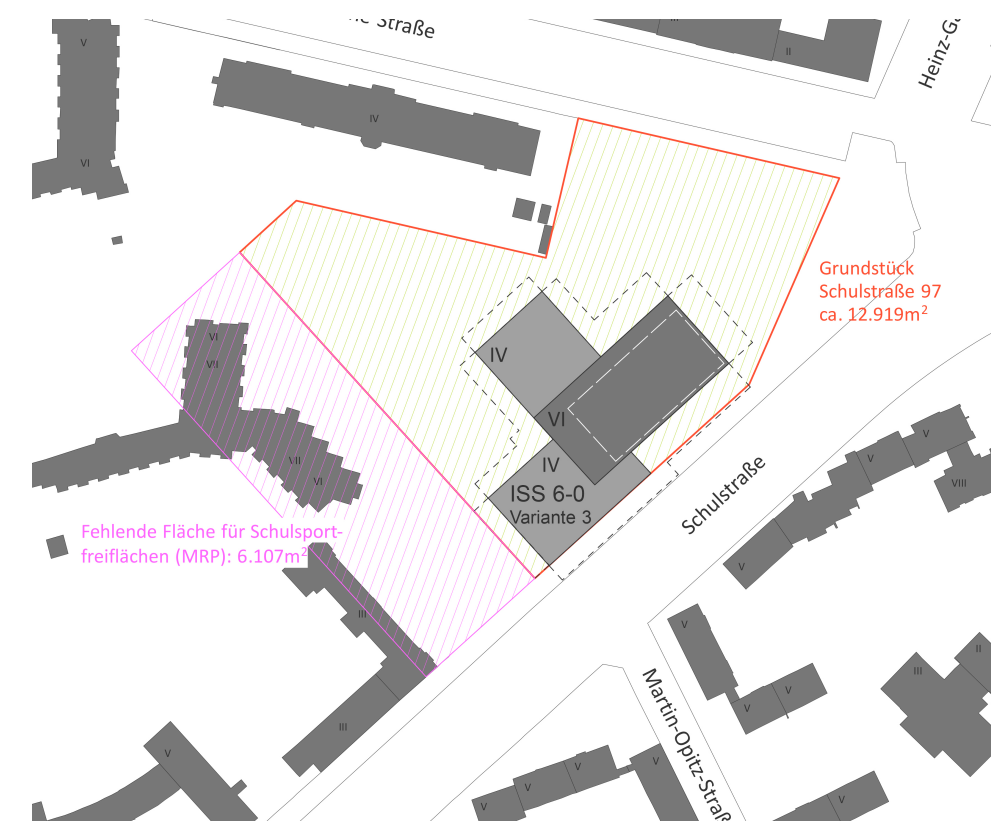 Straße
III
II
V
IV
VI
Grundstück
Schulstraße 97
ca. 12.919m²
VI
VII
IV
VI
IV
ISS 6-0
Variante 3
V
V
VII
VI
VIII
Schulstraße
Fehlende Fläche für Schulsport-
freiflächen (MRP): 6.107m²
V
III
V
III
II
V
V
III
Martin-Opitz-Straß
V
V
V
V
V